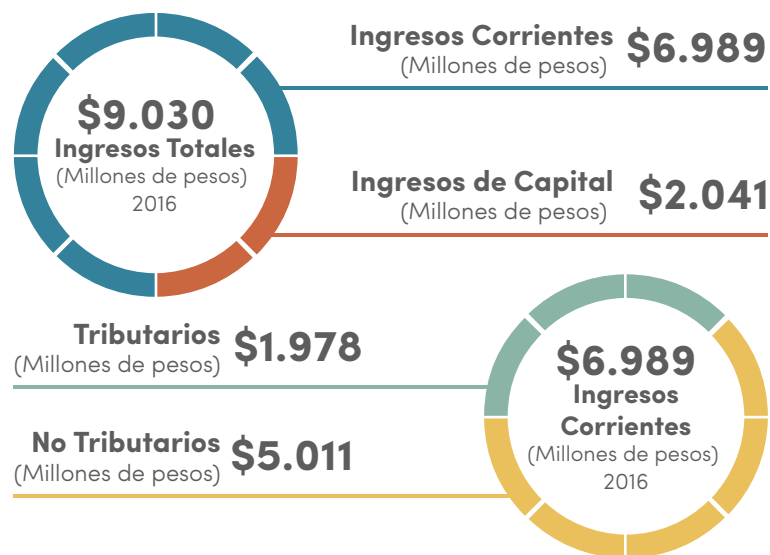 $9.030
Ingresos Totales
(Millones de pesos)
2016
Ingresos Corrientes $6.989
(Millones de pesos)
Ingresos de Capital $2.041
(Millones de pesos)
Tributarios $1.978
(Millones de pesos)
No Tributarios $5.011
(Millones de pesos)
$6.989
Ingresos
Corrientes
(Millones de pesos)
2016